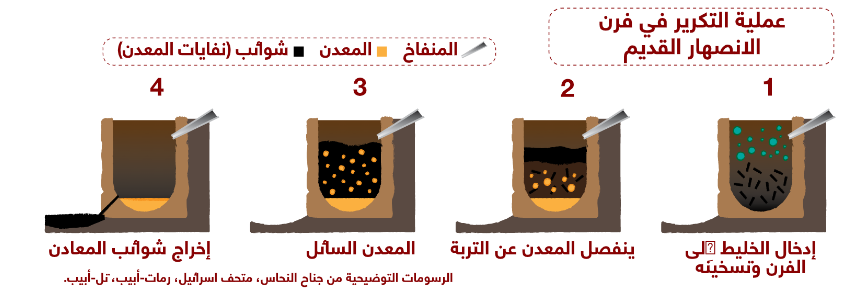 عملية التكرير في فرن
الانصهار القديم
المنفاخ المعدن شوائب (نفايات المعدن)
1
2
3
4
إدخال الخليط لى
الفرن وتسخينه
ينفصل المعدن عن التربة
المعدن السائل
إخراج شوائب المعادن
الرسومات التوضيحية من جناح النحاس، متحف اسرائيل، رمات-أبيب، تل-أبيب.